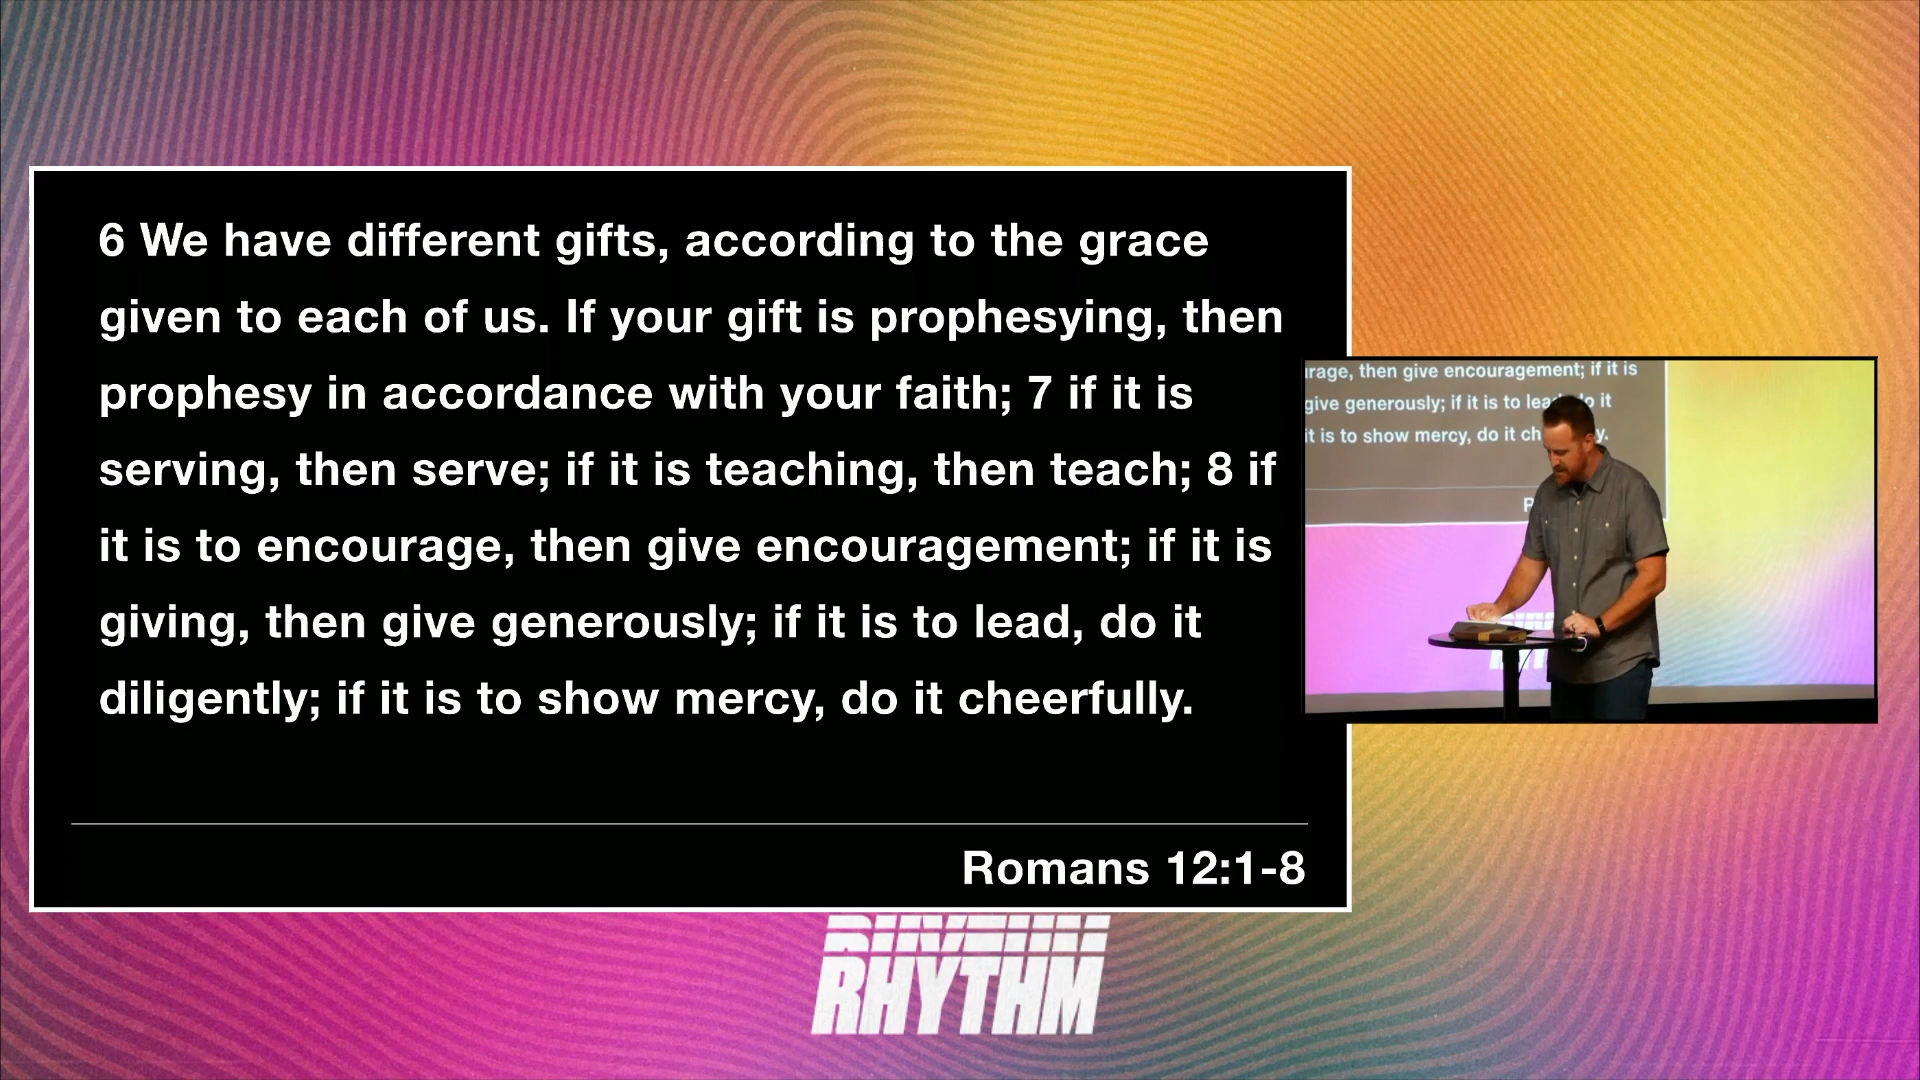 6 We have different gifts, according to the grace
given to each of us. If your gift is prophesying, then
prophesy in accordance with your faith; 7 if it is
serving, then serve; if it is teaching, then teach; 8 if
it is to encourage, then give encouragement; if it is
giving, then give generously; if it is to lead, do it
diligently; if it is to show mercy, do it cheerfully.
Romans 12:1-8
then give encouragement; if it is
give generously; if it is to lead, do it
it is to show mercy, do it
RHYTHM